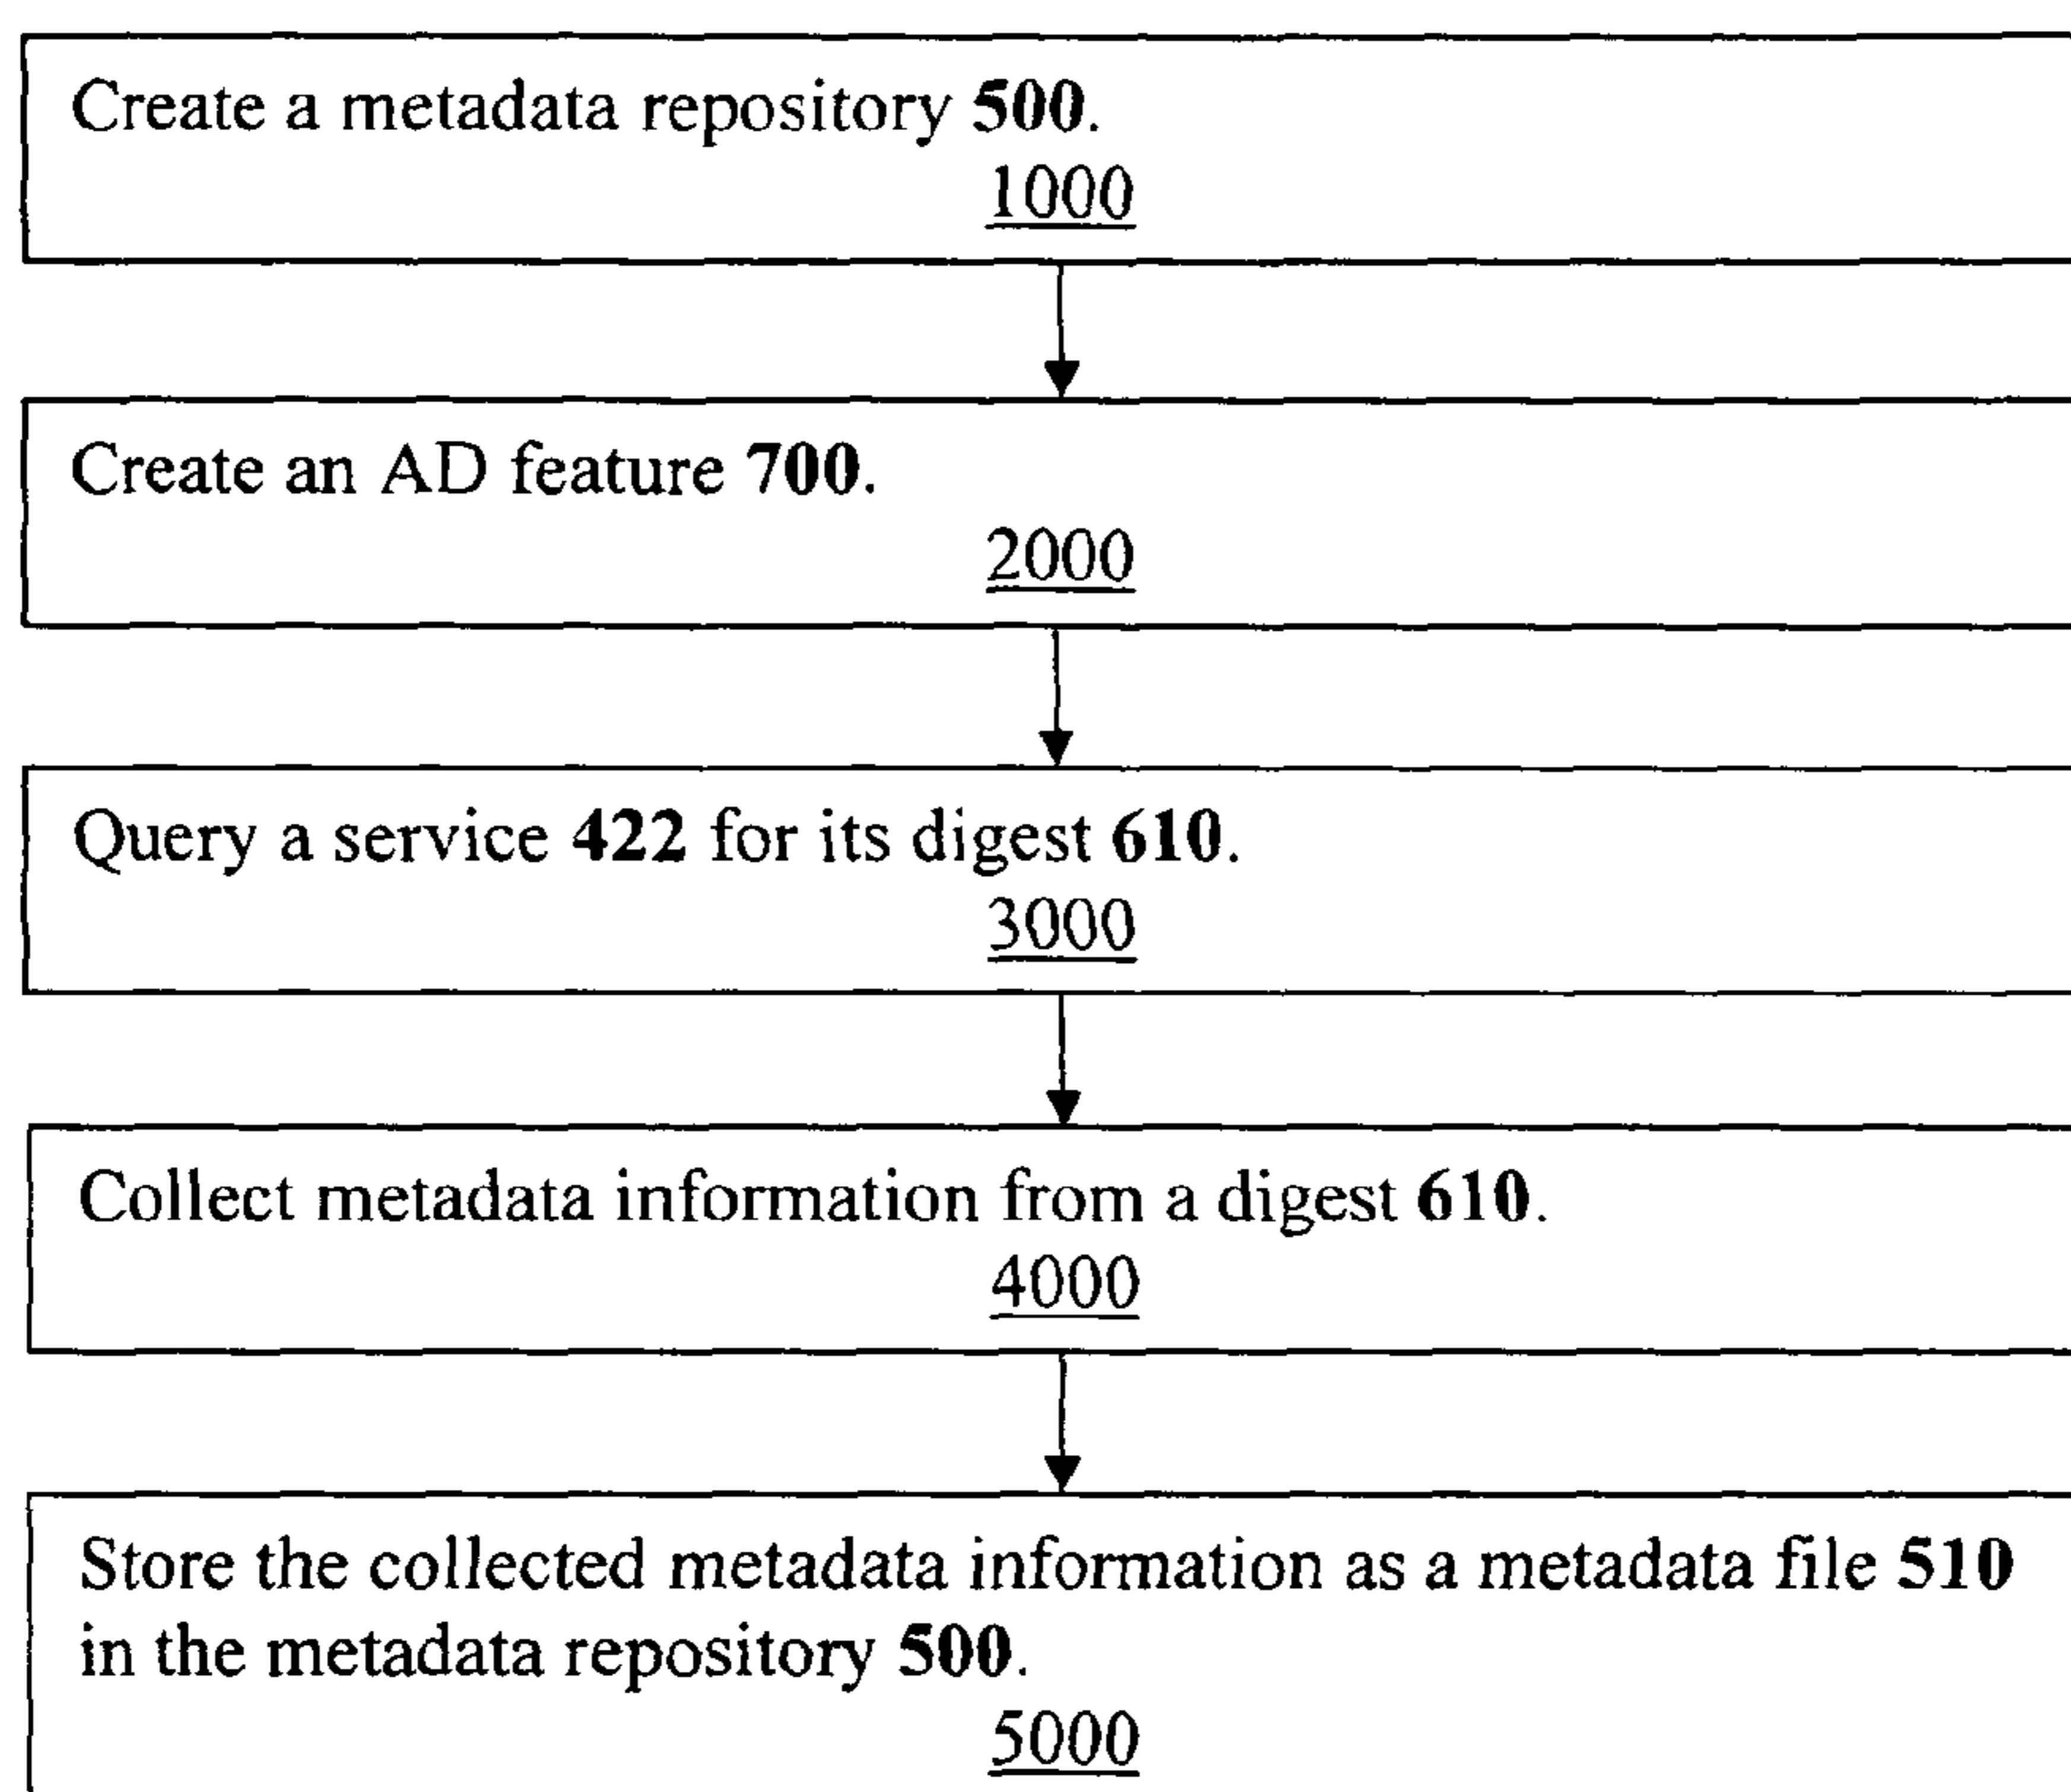 Create a metadata repository 500.
1000
Create an AD feature 700.
2000
Query a service 422 for its digest 610.
3000
Collect metadata information from a digest 610.
4000
Store the collected metadata information as a metadata file 510
in the metadata repository 500.
5000